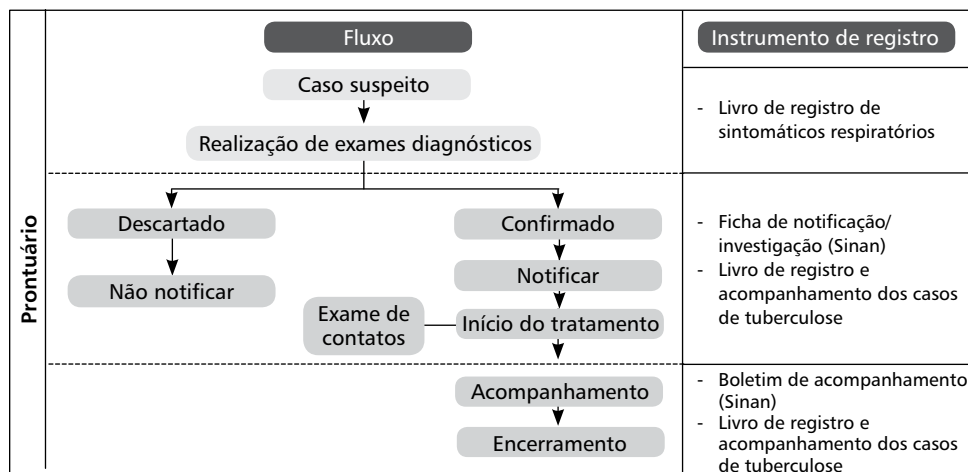 Prontuário
Fluxo
Instrumento de registro
Caso suspeito
Realização de exames diagnósticos
- Livro de registro de
sintomáticos respiratórios
Descartado
Não notificar
Confirmado
Notificar
Exame de
contatos
Início do tratamento
- Ficha de notificação/
investigação (Sinan)
- Livro de registro e
acompanhamento dos casos
de tuberculose
Acompanhamento
Encerramento
- Boletim de acompanhamento
(Sinan)
- Livro de registro e
acompanhamento dos casos
de tuberculose